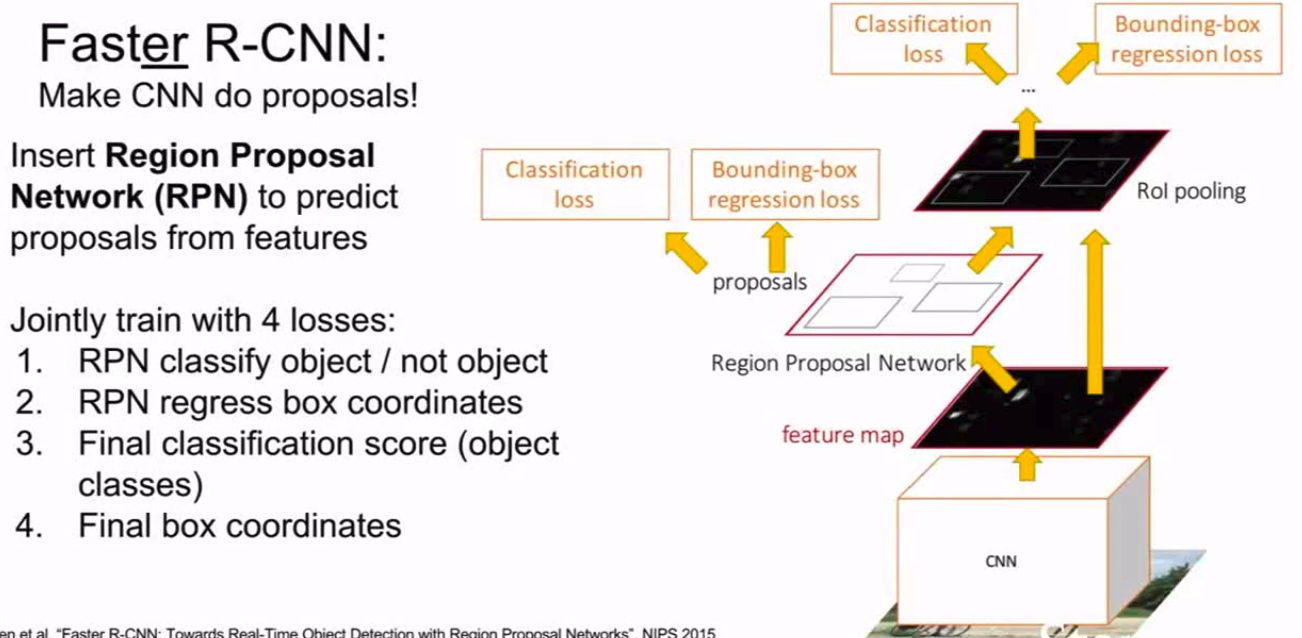 Faster R-CNN:
Make CNN do proposals!
Insert Region Proposal
Network (RPN) to predict
proposals from features
Jointly train with 4 losses:
1. RPN classify object / not object
2. RPN regress box coordinates
3. Final classification score (object
classes)
4. Final box coordinates
Classification
loss
Bounding-box
regression loss
...
Classification
loss
Bounding-box
regression loss
RoI pooling
proposals
Region Proposal Network
feature map
CNN
et al, "Faster R-CNN: Towards Real-Time Object Detection with Region Proposal Networks", NIPS 2015